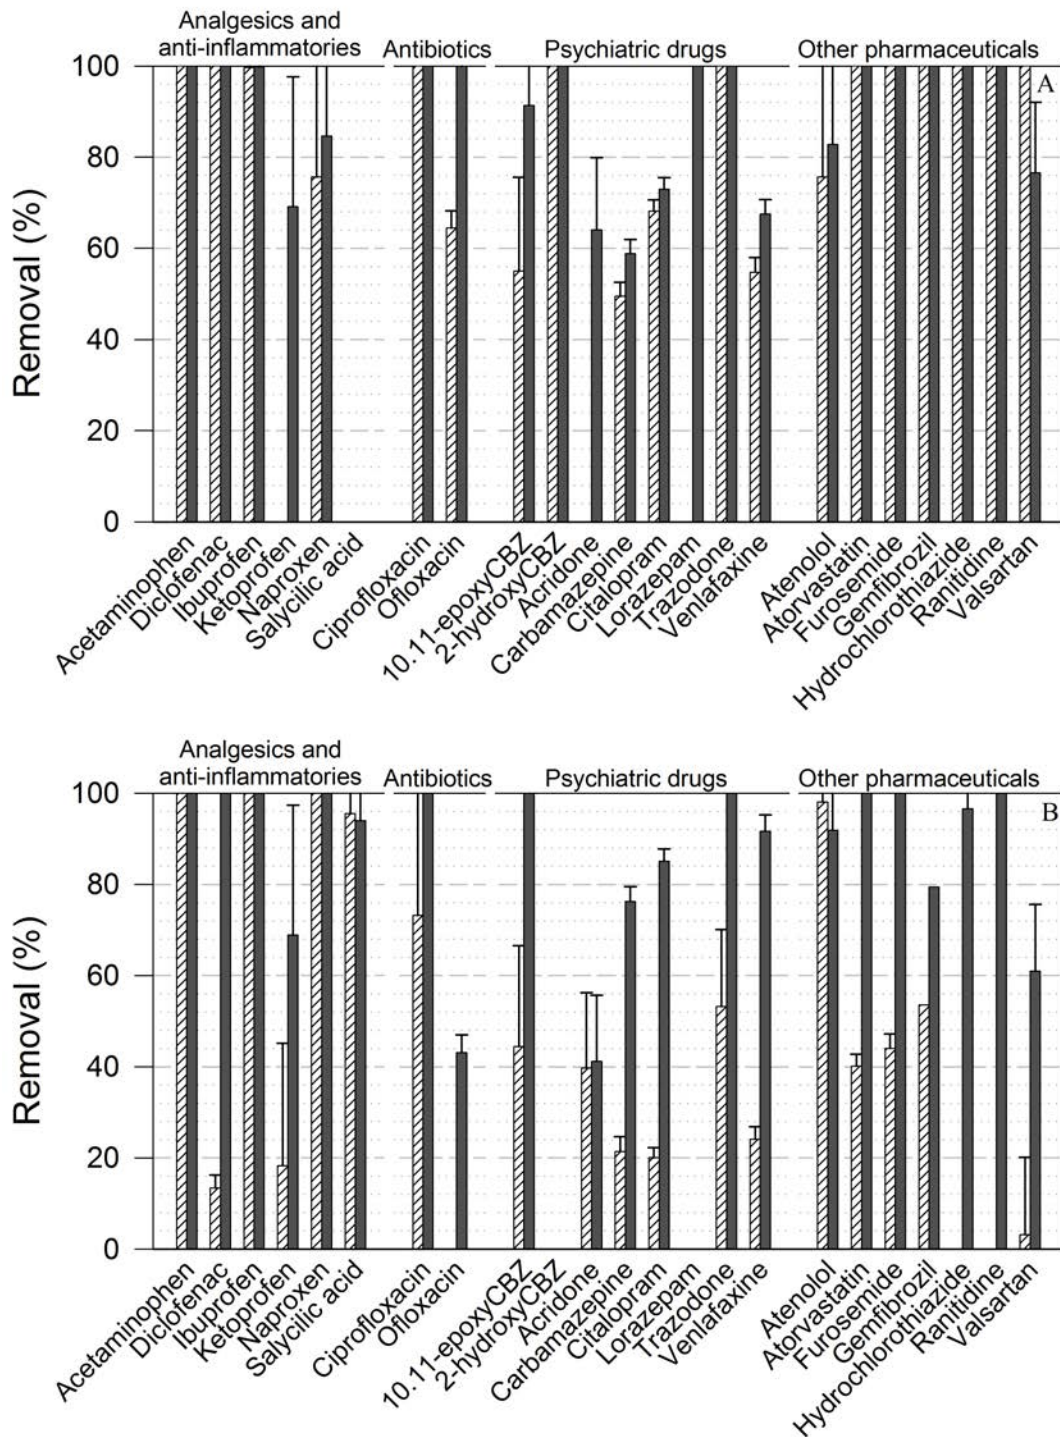 Analgesics and
anti-inflammatories
Antibiotics
Psychiatric drugs
Other pharmaceuticals
A
Removal (%)
100
80
60
40
20
0
Acetaminophen
Diclofenac
Ibuprofen
Ketoprofen
Naproxen
Salycilic acid
Ciprofloxacin
Ofloxacin
10.11-epoxyCBZ
2-hydroxyCBZ
Acridone
Carbamazepine
Citalopram
Lorazepam
Trazodone
Venlafaxine
Atenolol
Atorvastatin
Furosemide
Gemfibrozil
Hydrochlorothiazide
Ranitidine
Valsartan
Analgesics and
anti-inflammatories
Antibiotics
Psychiatric drugs
Other pharmaceuticals
B
Removal (%)
100
80
60
40
20
0
Acetaminophen
Diclofenac
Ibuprofen
Ketoprofen
Naproxen
Salycilic acid
Ciprofloxacin
Ofloxacin
10.11-epoxyCBZ
2-hydroxyCBZ
Acridone
Carbamazepine
Citalopram
Lorazepam
Trazodone
Venlafaxine
Atenolol
Atorvastatin
Furosemide
Gemfibrozil
Hydrochlorothiazide
Ranitidine
Valsartan